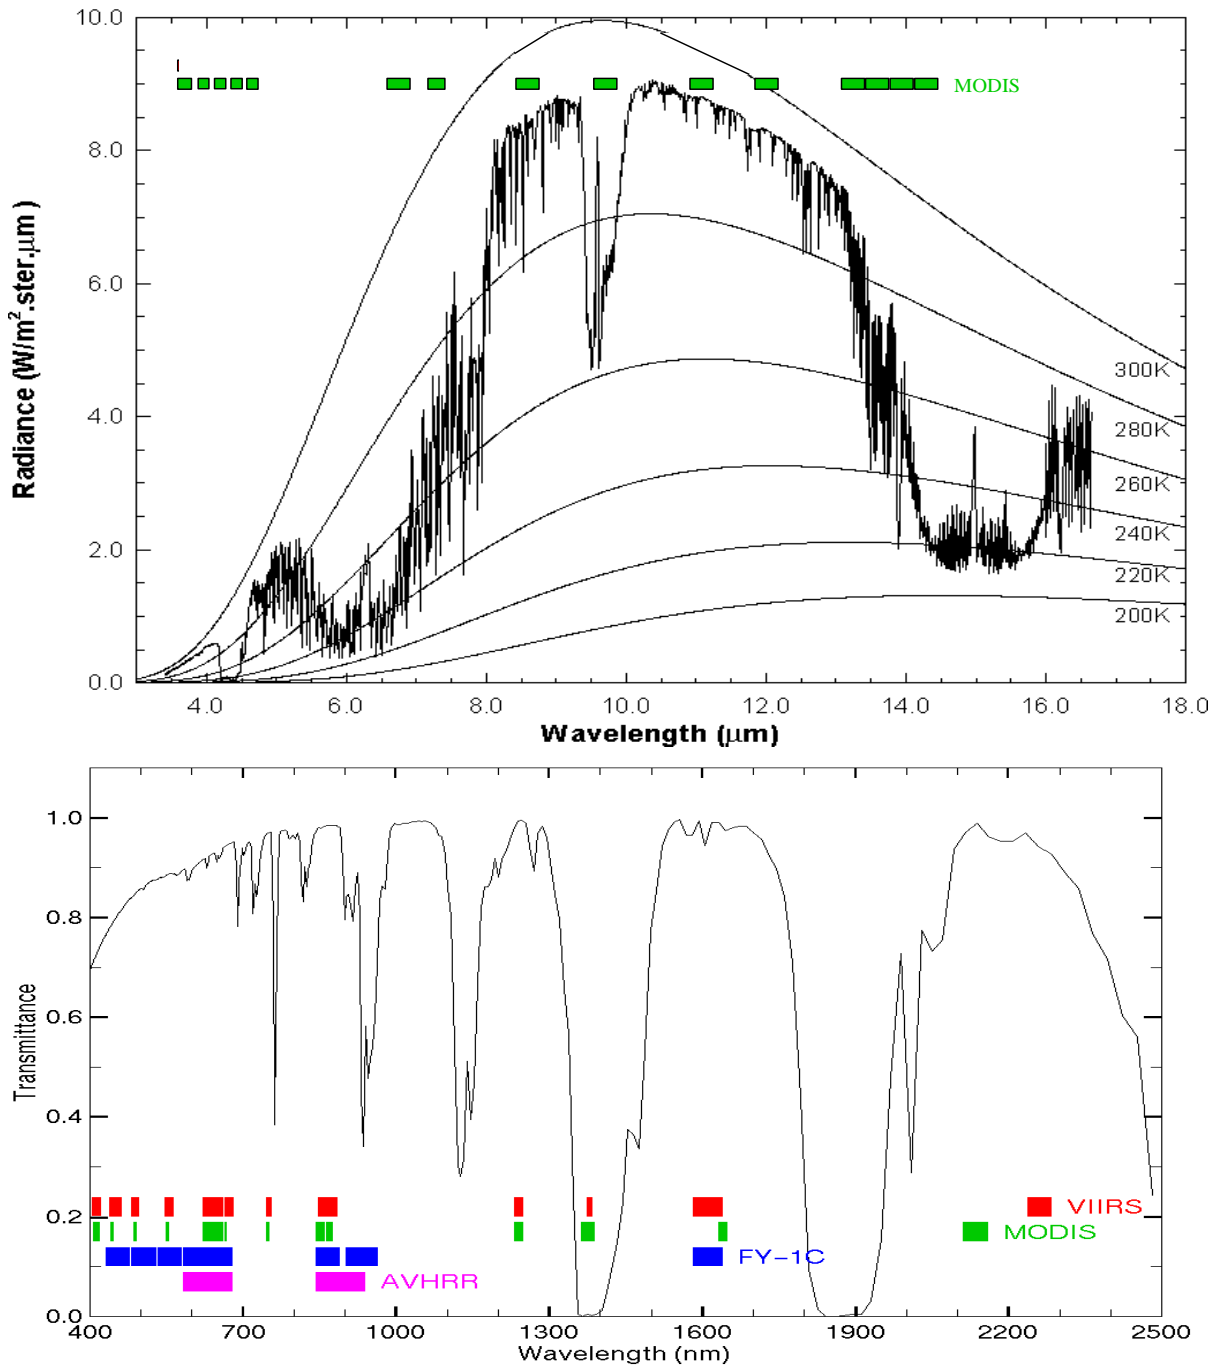 10.0
8.0
6.0
4.0
2.0
0.0
Radiance (W/m².ster.μm)
MODIS
300K
280K
260K
240K
220K
200K
4.0 6.0 8.0 10.0 12.0 14.0 16.0 18.0
Wavelength (μm)
1.0
0.8
0.6
0.4
0.2
0.0
Transmittance
VIIRS
MODIS
FY-1C
AVHRR
400 700 1000 1300 1600 1900 2200 2500
Wavelength (nm)